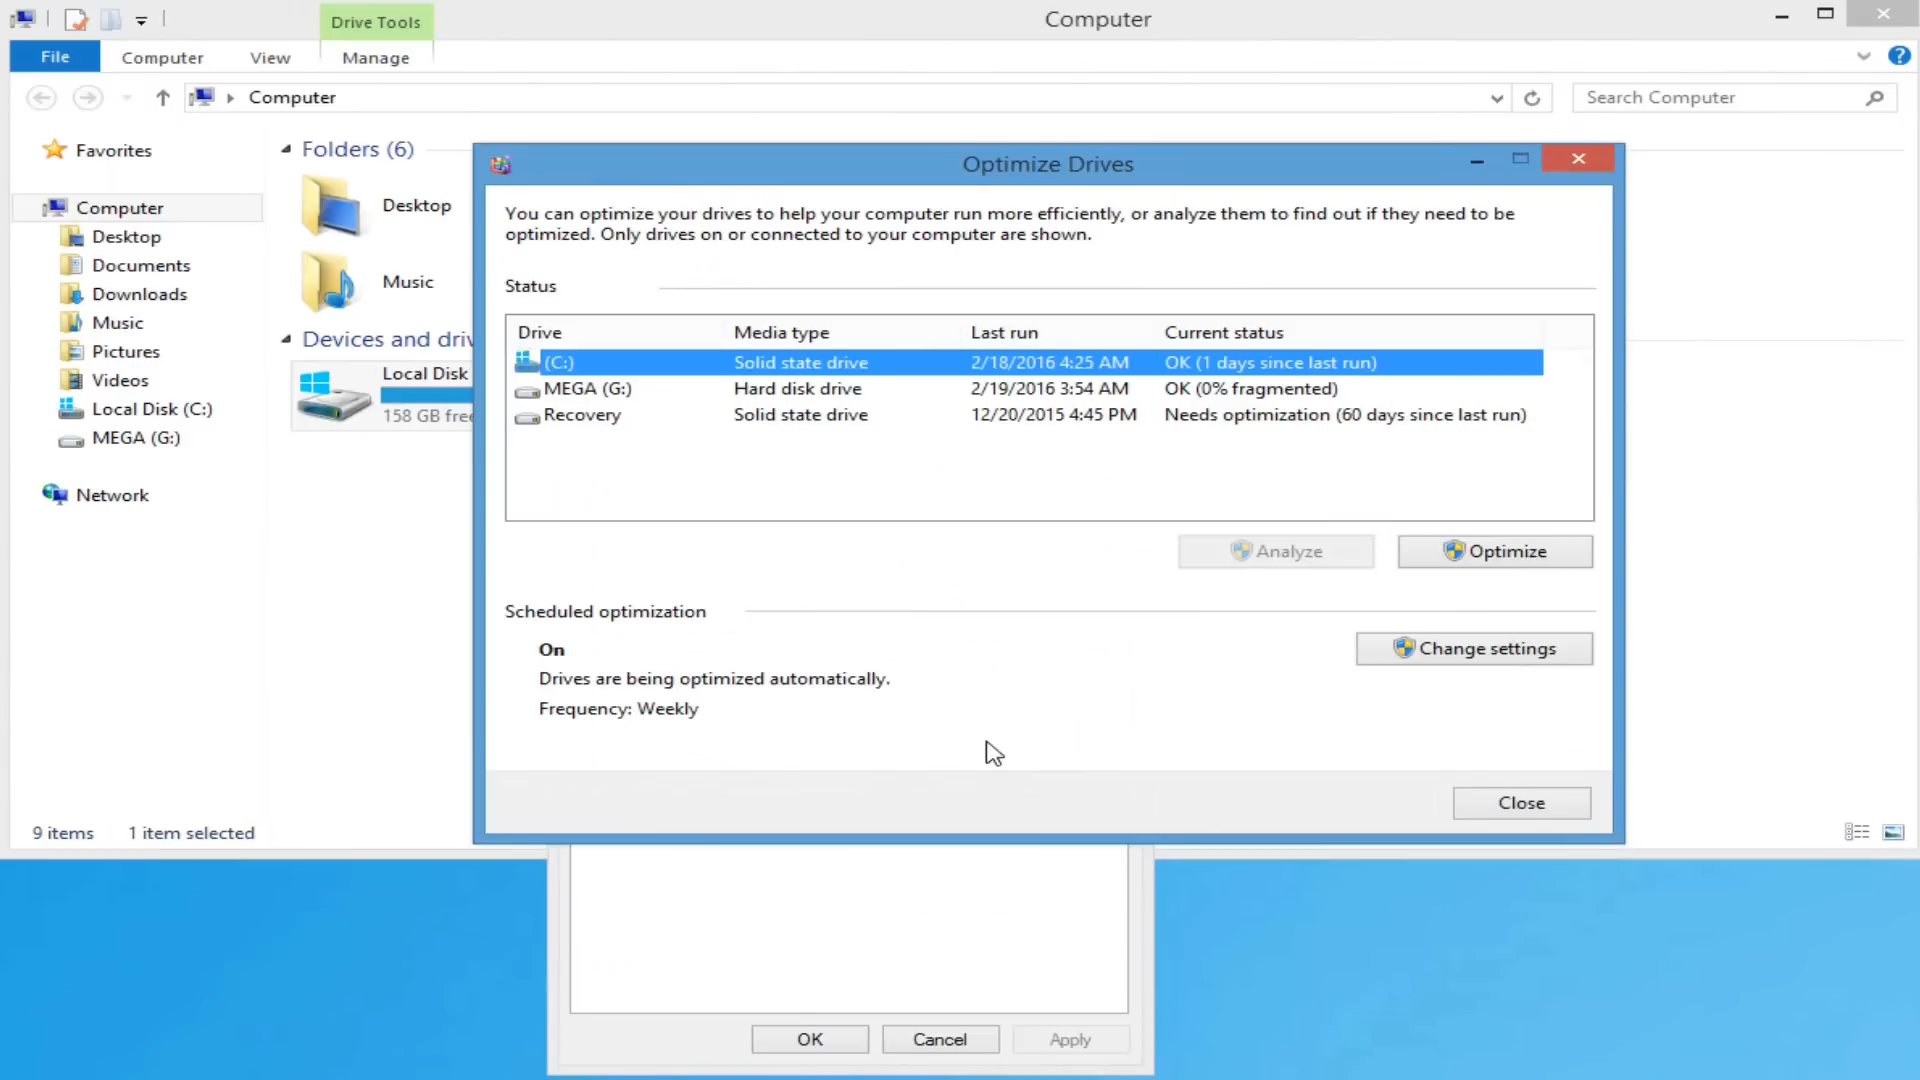 Drive Tools
Computer
File
Computer
View
Manage
Computer
Search Computer
Favorites
Computer
Desktop
Documents
Downloads
Music
Pictures
Videos
Local Disk (C:)
MEGA (G:)
Network
Folders (6)
Desktop
Music
Devices and driv
Local Disk
158 GB free
Optimize Drives
You can optimize your drives to help your computer run more efficiently, or analyze them to find out if they need to be
optimized. Only drives on or connected to your computer are shown.
Status
Drive Media type Last run Current status
(C:) Solid state drive 2/18/2016 4:25 AM OK (1 days since last run)
MEGA (G:) Hard disk drive 2/19/2016 3:54 AM OK (0% fragmented)
Recovery Solid state drive 12/20/2015 4:45 PM Needs optimization (60 days since last run)
Analyze
Optimize
Scheduled optimization
On
Change settings
Drives are being optimized automatically.
Frequency: Weekly
Close
9 items 1 item selected
OK
Cancel
Apply